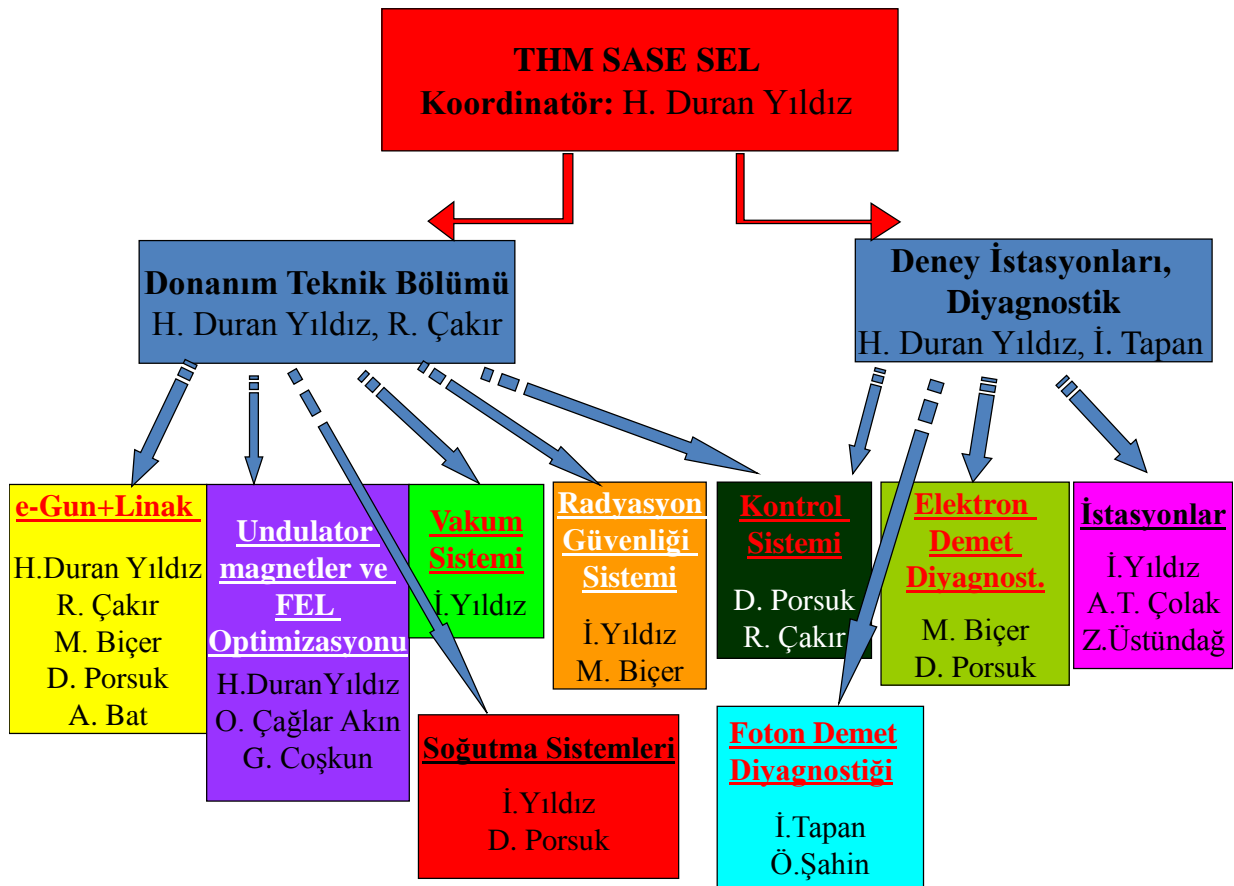 THM SASE SEL
Koordinatör: H. Duran Yıldız
Donanım Teknik Bölümü
H. Duran Yıldız, R. Çakır
Deney İstasyonları,
Diyagnostik
H. Duran Yıldız, İ. Tapan
e-Gun+Linak
H.Duran Yıldız
R. Çakır
M. Biçer
D. Porsuk
A. Bat
Undulator
magnetler ve
FEL
Optimizasyonu
H.DuranYıldız
O. Çağlar Akın
G. Coşkun
Vakum
Sistemi
İ.Yıldız
Radyasyon
Güvenliği
Sistemi
İ.Yıldız
M. Biçer
Kontrol
Sistemi
D. Porsuk
R. Çakır
Elektron
Demet
Diyagnost.
M. Biçer
D. Porsuk
İstasyonlar
İ.Yıldız
A.T. Çolak
Z.Üstündağ
Soğutma Sistemleri
İ.Yıldız
D. Porsuk
Foton Demet
Diyagnostiği
İ.Tapan
Ö.Şahin